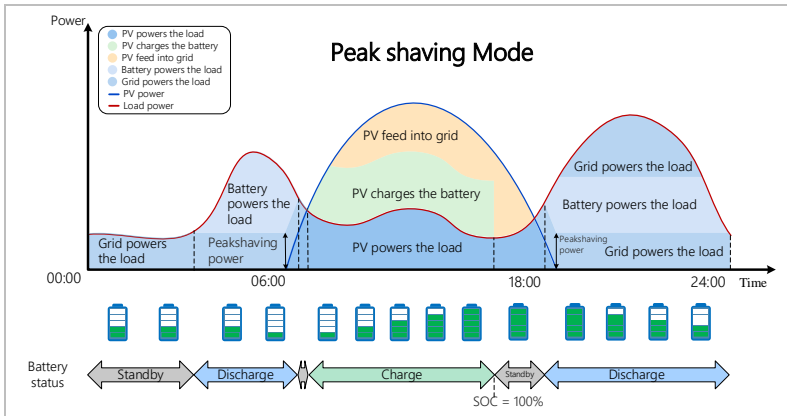 Power
Peak shaving Mode
PV powers the load
PV charges the battery
PV feed into grid
Battery powers the load
Grid powers the load
PV power
Load power
PV feed into grid
Grid powers the load
Battery
powers the
load
PV charges the battery
Battery powers the load
Grid powers
the load
Peakshaving
power
PV powers the load
Peakshaving
power
Grid powers the load
00:00
06:00
18:00
24:00
Time
Battery
status
Standby
Discharge
Charge
Standby
Discharge
SOC = 100%